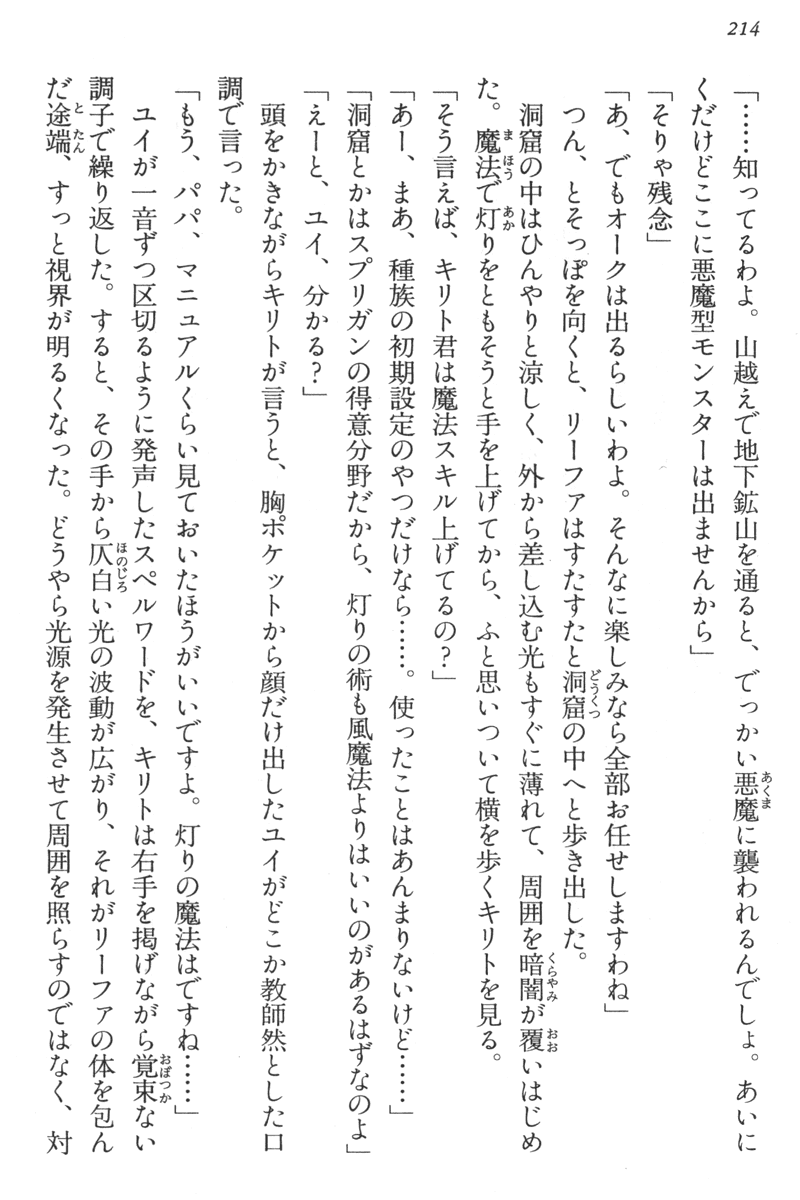 214
「……知ってるわよ。山越えで地下鉱山を通ると、でっかい悪魔に襲われるんでしょ。あいに
くだけどここに悪魔型モンスターは出ませんから」
「そりゃ残念」
「あ、でもオークは出るらしいわよ。そんなに楽しみなら全部お任せしますわね」
つん、とそっぽを向くと、リーファはすたすたと洞窟の中へと歩き出した。
洞窟の中はひんやりと涼しく、外から差し込む光もすぐに薄れて、周囲を暗闇が覆いはじめ
た。魔法で灯りをともそうと手を上げてから、ふと思いついて横を歩くキリトを見る。
「そう言えば、キリト君は魔法スキル上げてるの?」
「あー、まあ、種族の初期設定のやつだけなら……。使ったことはあんまりないけど……」
「洞窟とかはスプリガンの得意分野だから、灯りの術も風魔法よりはいいのがあるはずなのよ」
「えーと、ユイ、分かる?」
頭をかきながらキリトが言うと、胸ポケットから顔だけ出したユイがどこか教師然とした口
調で言った。
「もう、パパ、マニュアルくらい見ておいたほうがいいですよ。灯りの魔法はですね……」
ユイが一音ずつ区切るように発声したスペルワードを、キリトは右手を掲げながら覚束ない
調子で繰り返した。すると、その手から仄白い光の波動が広がり、それがリーファの体を包ん
だ途端、すっと視界が明るくなった。どうやら光源を発生させて周囲を照らすのではなく、対